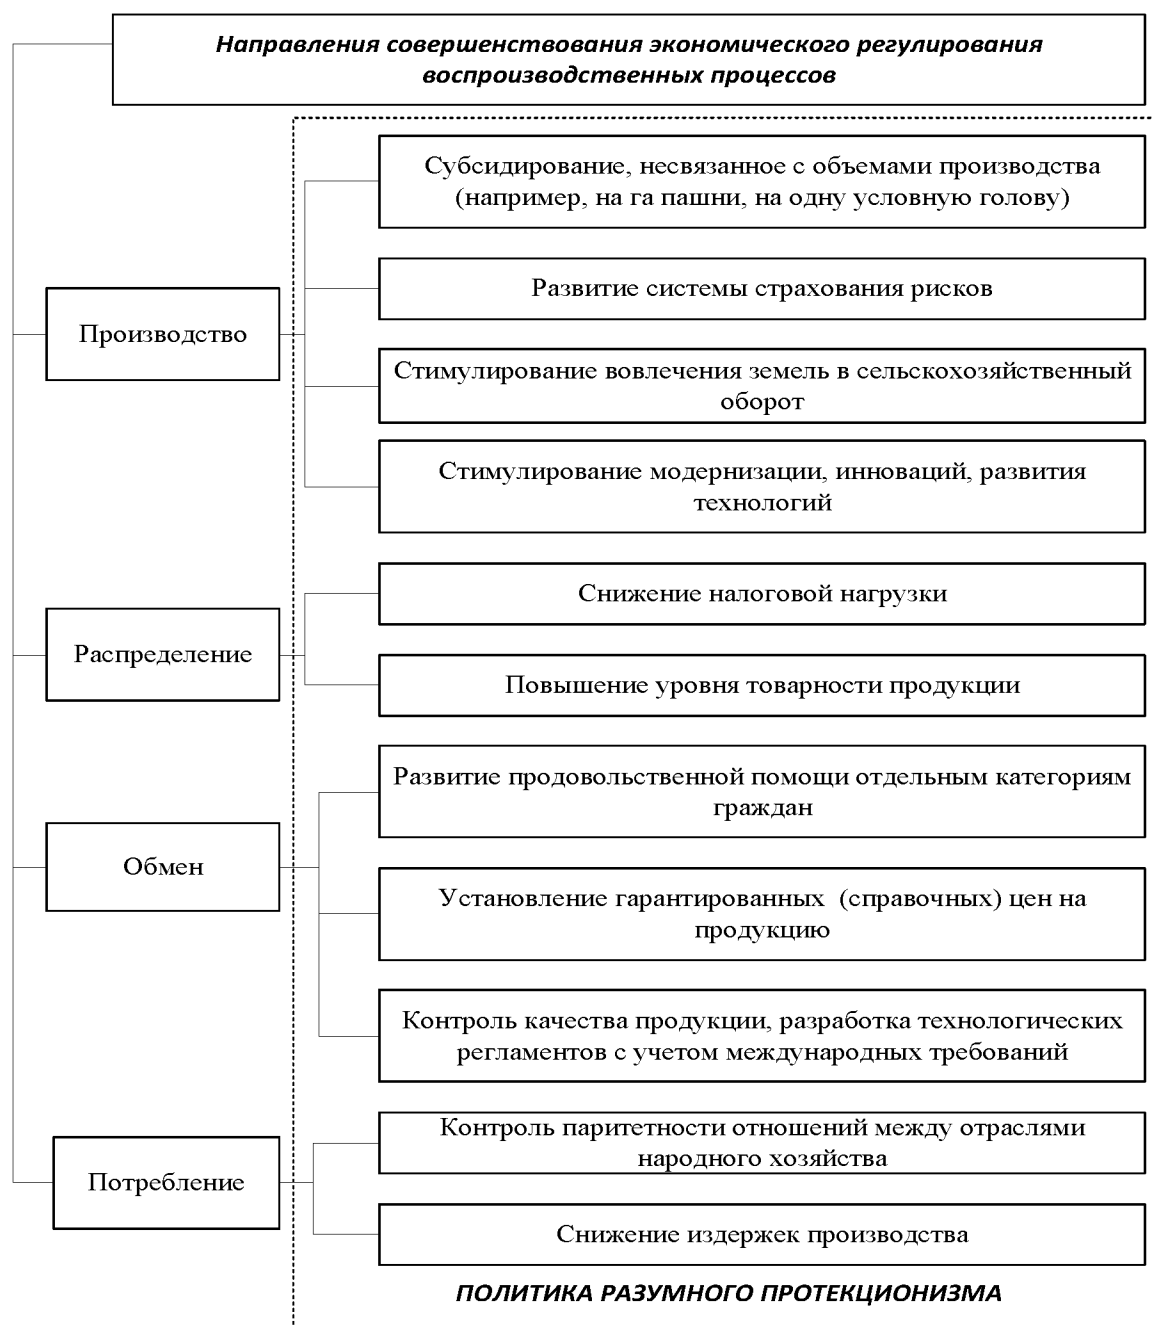 Направления совершенствования экономического регулирования
воспроизводственных процессов
Субсидирование, несвязанное с объемами производства
(например, на га пашни, на одну условную голову)
Развитие системы страхования рисков
Производство
Стимулирование вовлечения земель в сельскохозяйственный
оборот
Стимулирование модернизации, инноваций, развития
технологий
Снижение налоговой нагрузки
Распределение
Повышение уровня товарности продукции
Развитие продовольственной помощи отдельным категориям
граждан
Обмен
Установление гарантированных (справочных) цен на
продукцию
Контроль качества продукции, разработка технологических
регламентов с учетом международных требований
Контроль паритетности отношений между отраслями
народного хозяйства
Потребление
Снижение издержек производства
ПОЛИТИКА РАЗУМНОГО ПРОТЕКЦИОНИЗМА